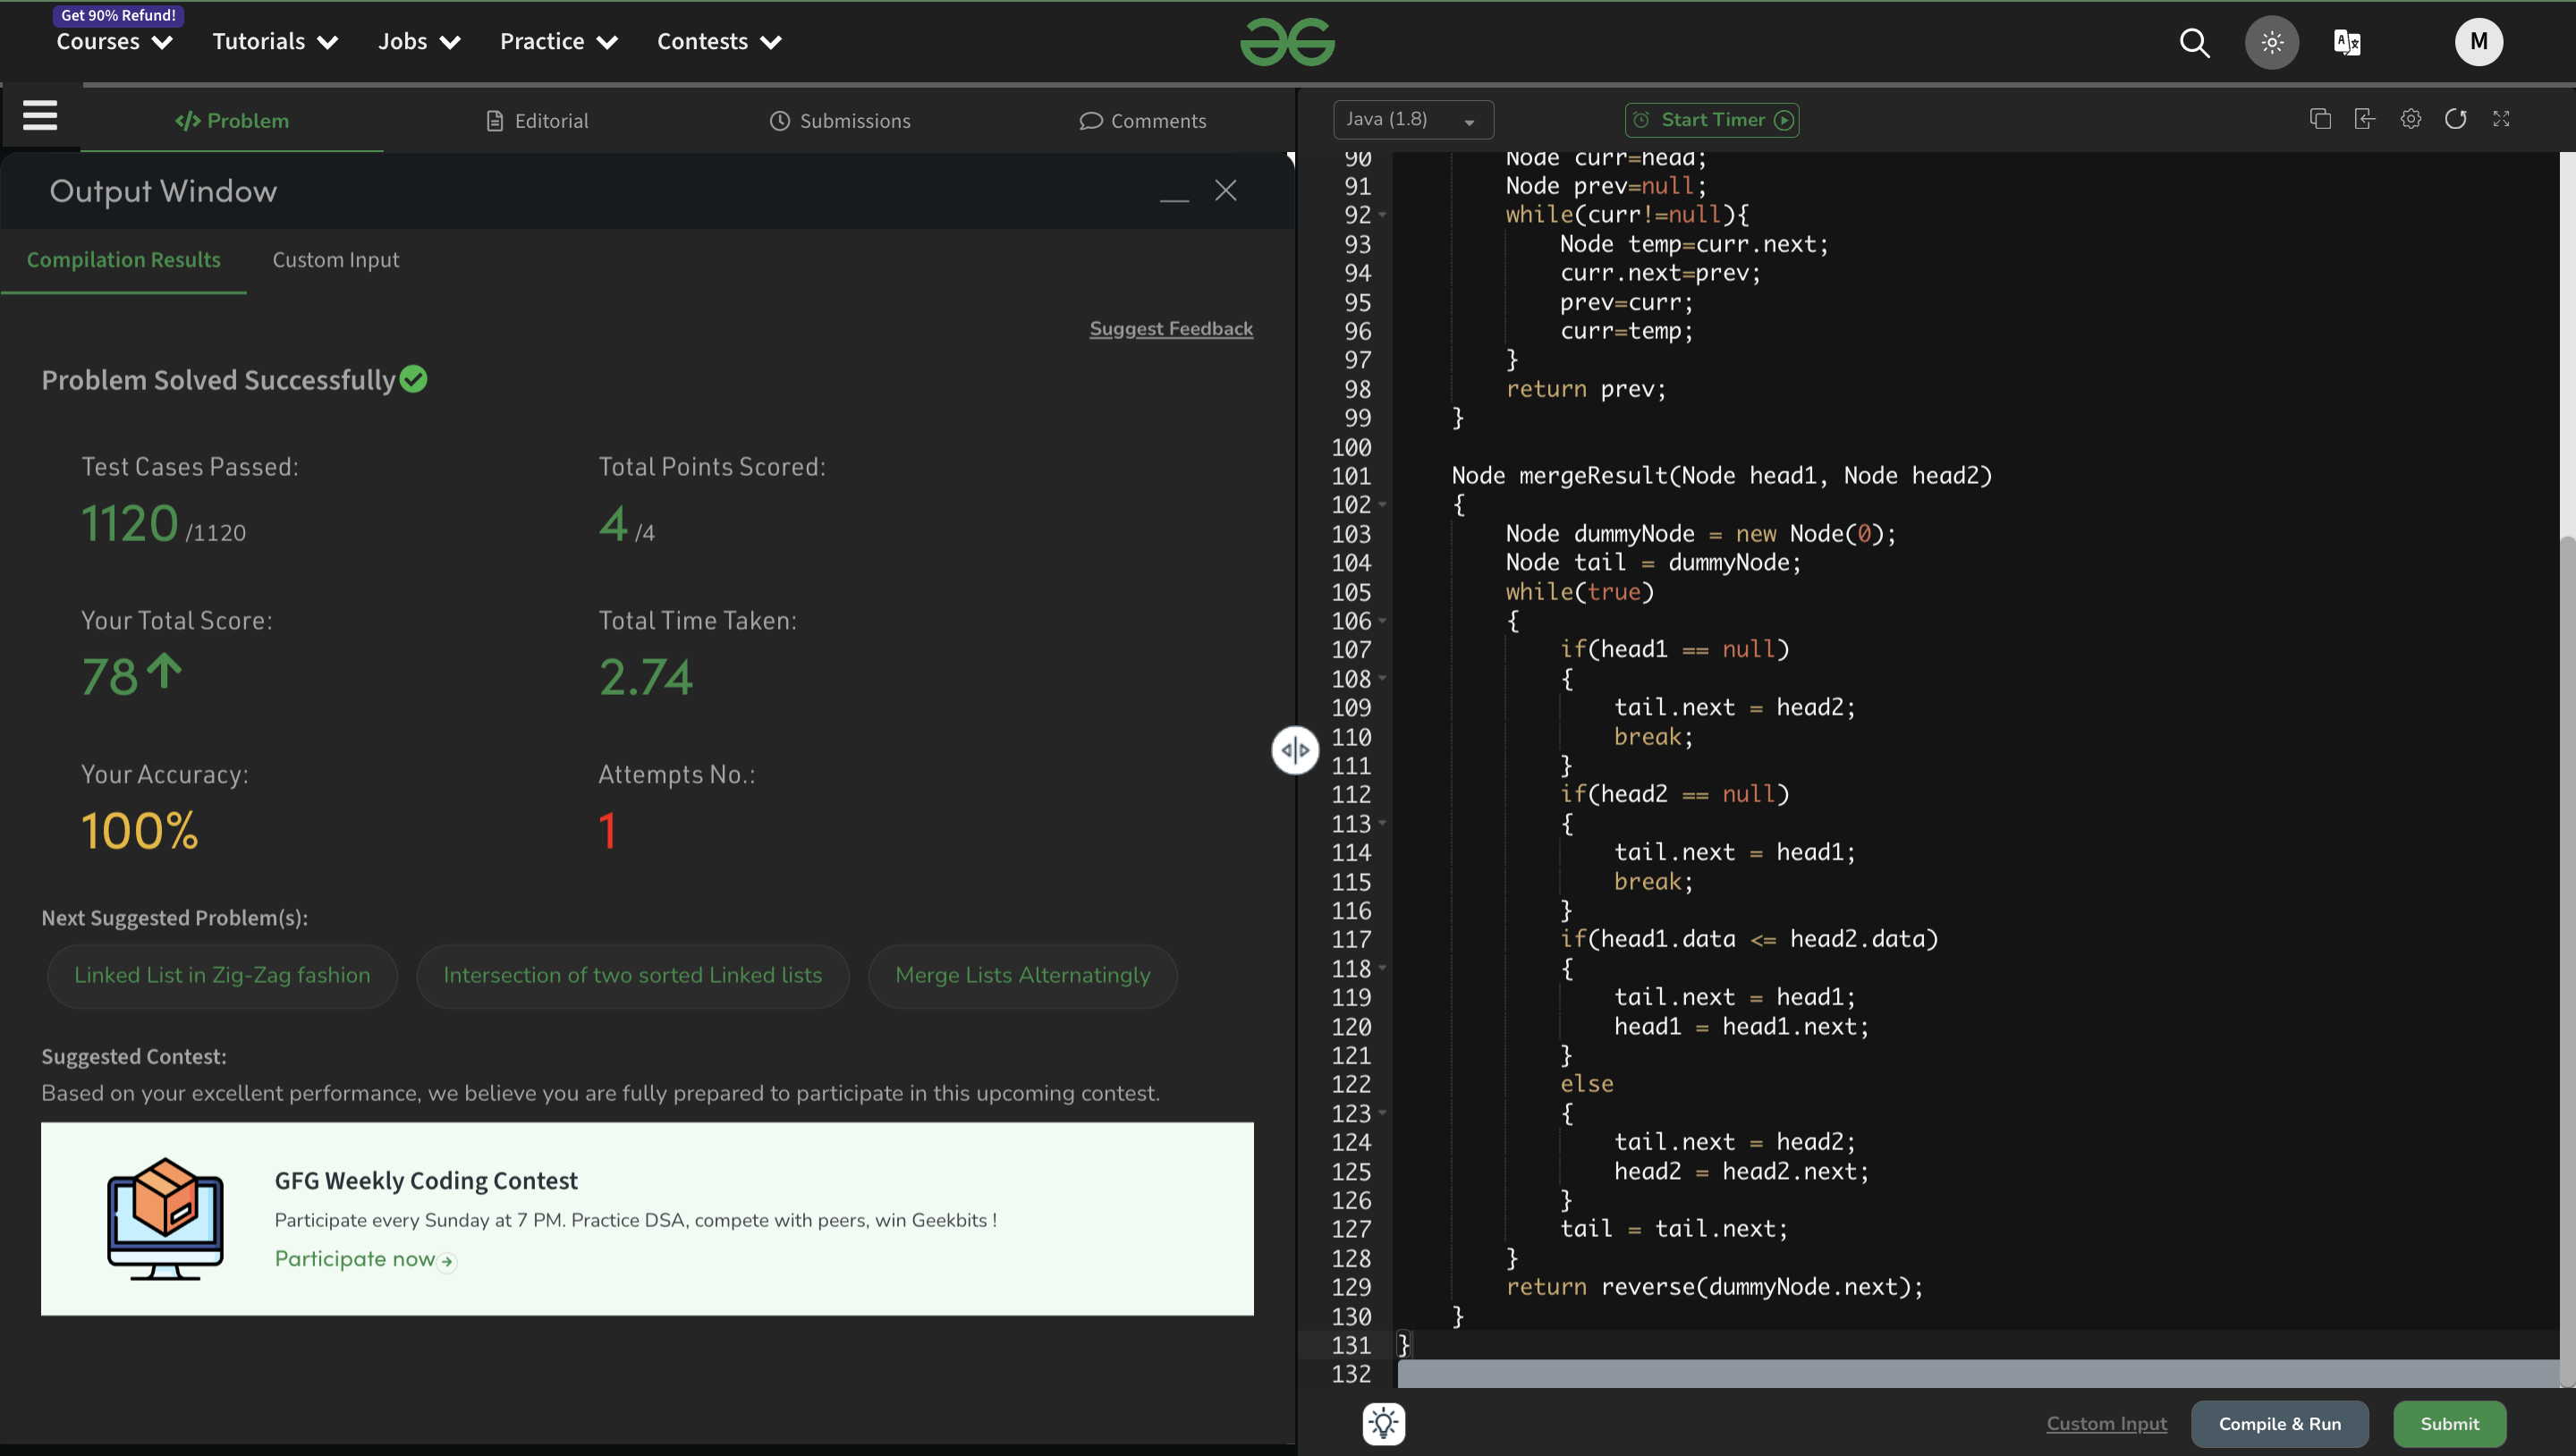 Get 90% Refund!
Courses Tutorials Jobs Practice Contests
M
Problem Editorial Submissions Comments
Java (1.8) Start Timer
Output Window
Compilation Results Custom Input
Suggest Feedback
Problem Solved Successfully
Test Cases Passed: Total Points Scored:
1120 /1120 4 /4
Your Total Score: Total Time Taken:
78 2.74
Your Accuracy: Attempts No.:
100% 1
Next Suggested Problem(s):
Linked List in Zig-Zag fashion Intersection of two sorted Linked lists Merge Lists Alternatingly
Suggested Contest:
Based on your excellent performance, we believe you are fully prepared to participate in this upcoming contest.
GFG Weekly Coding Contest
Participate every Sunday at 7 PM. Practice DSA, compete with peers, win Geekbits !
Participate now
90 Node curr=head;
91 Node prev=null;
92 while(curr!=null){
93 Node temp=curr.next;
94 curr.next=prev;
95 prev=curr;
96 curr=temp;
97 }
98 return prev;
99 }
100
101 Node mergeResult(Node head1, Node head2)
102 {
103 Node dummyNode = new Node(0);
104 Node tail = dummyNode;
105 while(true)
106 {
107 if(head1 == null)
108 {
109 tail.next = head2;
110 break;
111 }
112 if(head2 == null)
113 {
114 tail.next = head1;
115 break;
116 }
117 if(head1.data <= head2.data)
118 {
119 tail.next = head1;
120 head1 = head1.next;
121 }
122 else
123 {
124 tail.next = head2;
125 head2 = head2.next;
126 }
127 tail = tail.next;
128 }
129 return reverse(dummyNode.next);
130 }
131 }
132
Custom Input Compile & Run Submit